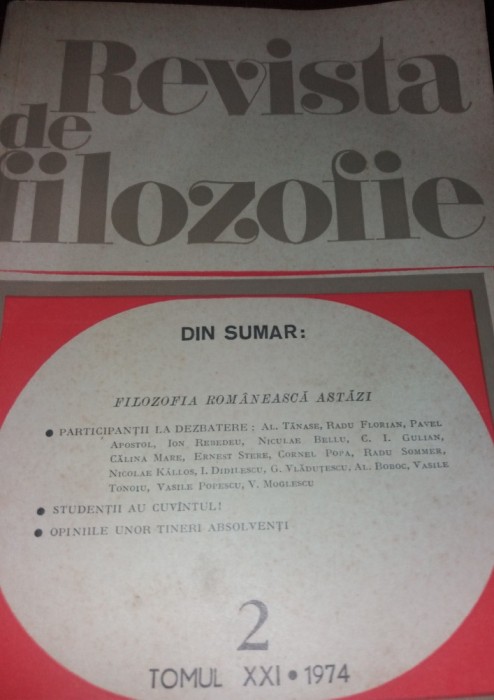 Revista
de
filozofie
DIN SUMAR:
FILOZOFIA ROMÂNEASCĂ ASTĂZI
● PARTICIPANȚII LA DEZBATERE: AL. TĂNASE, RADU FLORIAN, PAVEL
APOSTOL, ION REBEDEU, NICULAE BELLU, C. I. GULIAN,
CĂLINA MARE, ERNEST STERE, CORNEL POPA, RADU SOMMER,
NICOLAE KÁLLOS, I. DIDILESCU, G. VLĂDUȚESCU, AL. BOBOC, VASILE
TONOIU, VASILE POPESCU, V. MOGLESCU
● STUDENȚII AU CUVÎNTUL!
● OPINIILE UNOR TINERI ABSOLVENȚI
2
TOMUL XXI • 1974